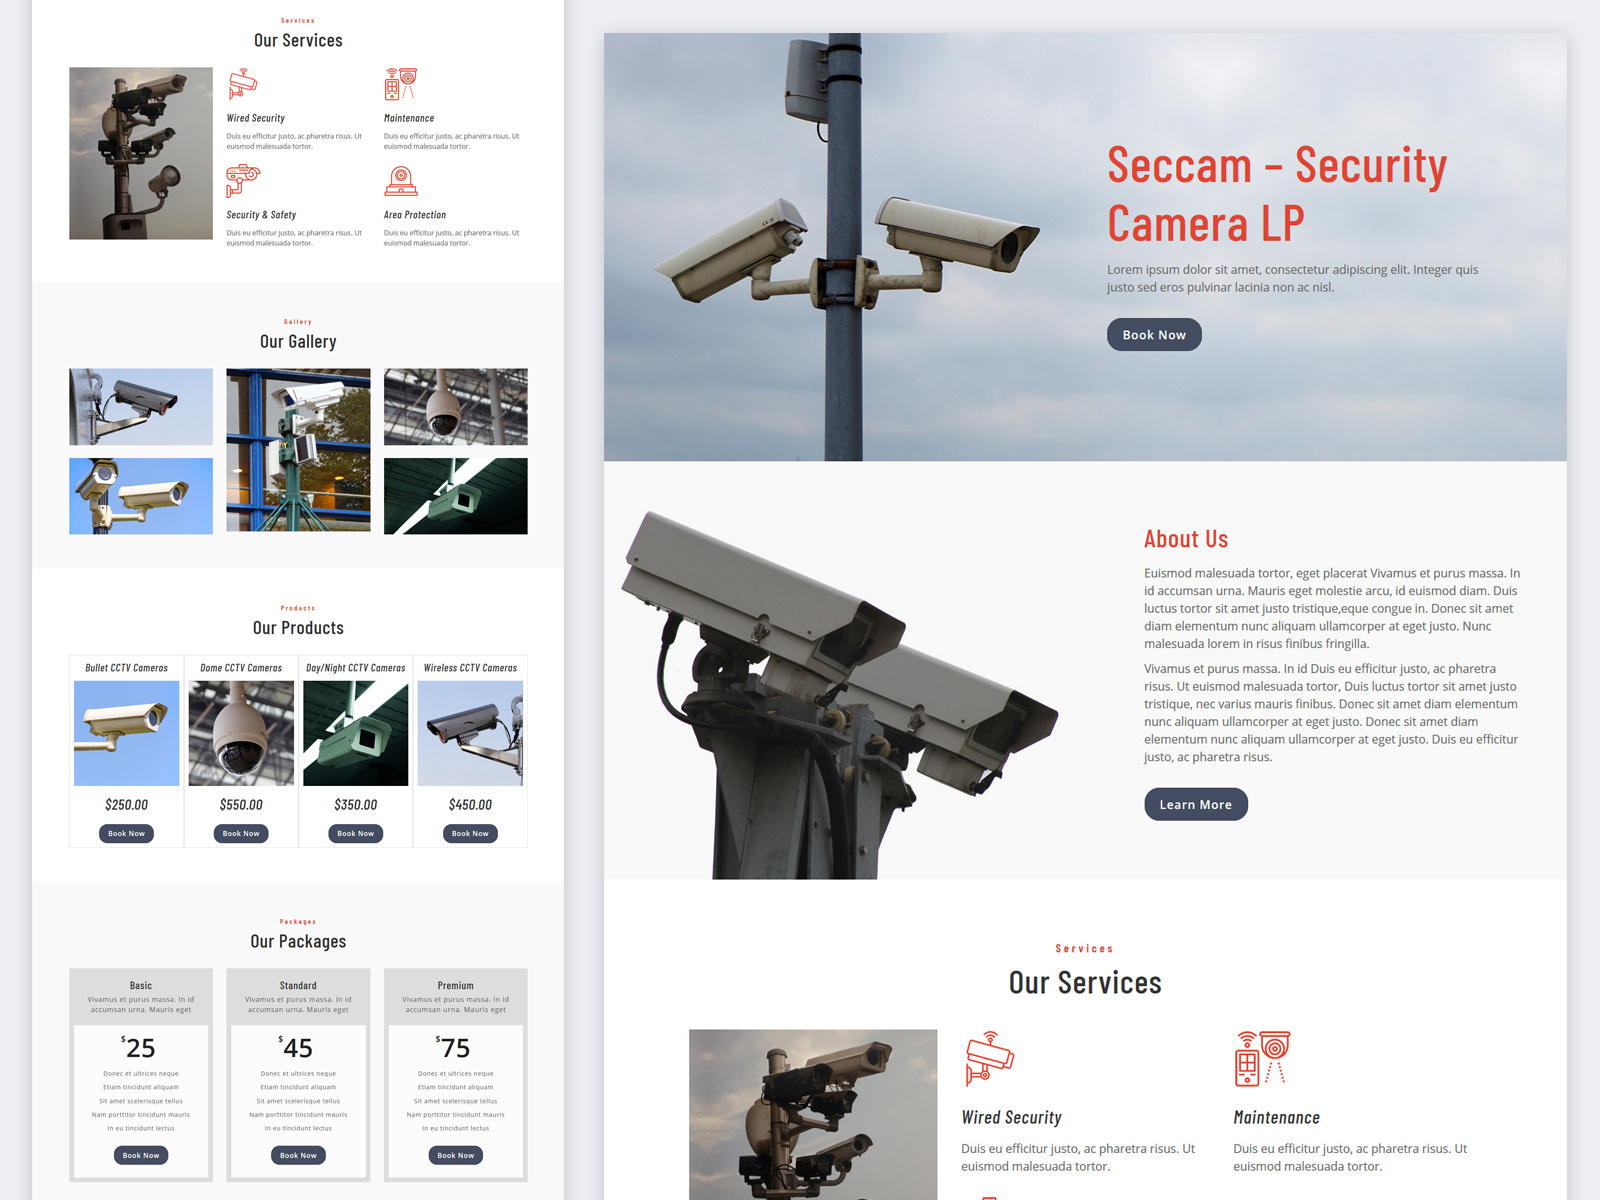 Services
Our Services
Wired Security
Duis eu efficitur justo, ac pharetra risus. Ut
euismod malesuada tortor.
Maintenance
Duis eu efficitur justo, ac pharetra risus. Ut
euismod malesuada tortor.
Security & Safety
Duis eu efficitur justo, ac pharetra risus. Ut
euismod malesuada tortor.
Area Protection
Duis eu efficitur justo, ac pharetra risus. Ut
euismod malesuada tortor.
Gallery
Our Gallery
Products
Our Products
Bullet CCTV Cameras
$250.00
Book Now
Dome CCTV Cameras
$550.00
Book Now
Day/Night CCTV Cameras
$350.00
Book Now
Wireless CCTV Cameras
$450.00
Book Now
Packages
Our Packages
Basic
Vivamus et purus massa. In id
accumsan urna. Mauris eget
$25
Donec et ultrices neque
Etiam tincidunt aliquam
Sit amet scelerisque tellus
Nam porttitor tincidunt mauris
In eu tincidunt lectus
Book Now
Standard
Vivamus et purus massa. In id
accumsan urna. Mauris eget
$45
Donec et ultrices neque
Etiam tincidunt aliquam
Sit amet scelerisque tellus
Nam porttitor tincidunt mauris
In eu tincidunt lectus
Book Now
Premium
Vivamus et purus massa. In id
accumsan urna. Mauris eget
$75
Donec et ultrices neque
Etiam tincidunt aliquam
Sit amet scelerisque tellus
Nam porttitor tincidunt mauris
In eu tincidunt lectus
Book Now
Seccam – Security
Camera LP
Lorem ipsum dolor sit amet, consectetur adipiscing elit. Integer quis
justo sed eros pulvinar lacinia non ac nisl.
Book Now
About Us
Euismod malesuada tortor, eget placerat Vivamus et purus massa. In
id accumsan urna. Mauris eget molestie arcu, id euismod diam. Duis
luctus tortor sit amet justo tristique,eque congue in. Donec sit amet
diam elementum nunc aliquam ullamcorper at eget justo. Nunc
malesuada lorem in risus finibus fringilla.
Vivamus et purus massa. In id Duis eu efficitur justo, ac pharetra
risus. Ut euismod malesuada tortor, Duis luctus tortor sit amet justo
tristique, nec varius mauris finibus. Donec sit amet diam elementum
nunc aliquam ullamcorper at eget justo. Donec sit amet diam
elementum nunc aliquam ullamcorper at eget justo. Duis eu efficitur
justo, ac pharetra risus.
Learn More
Services
Our Services
Wired Security
Duis eu efficitur justo, ac pharetra risus. Ut
euismod malesuada tortor.
Maintenance
Duis eu efficitur justo, ac pharetra risus. Ut
euismod malesuada tortor.